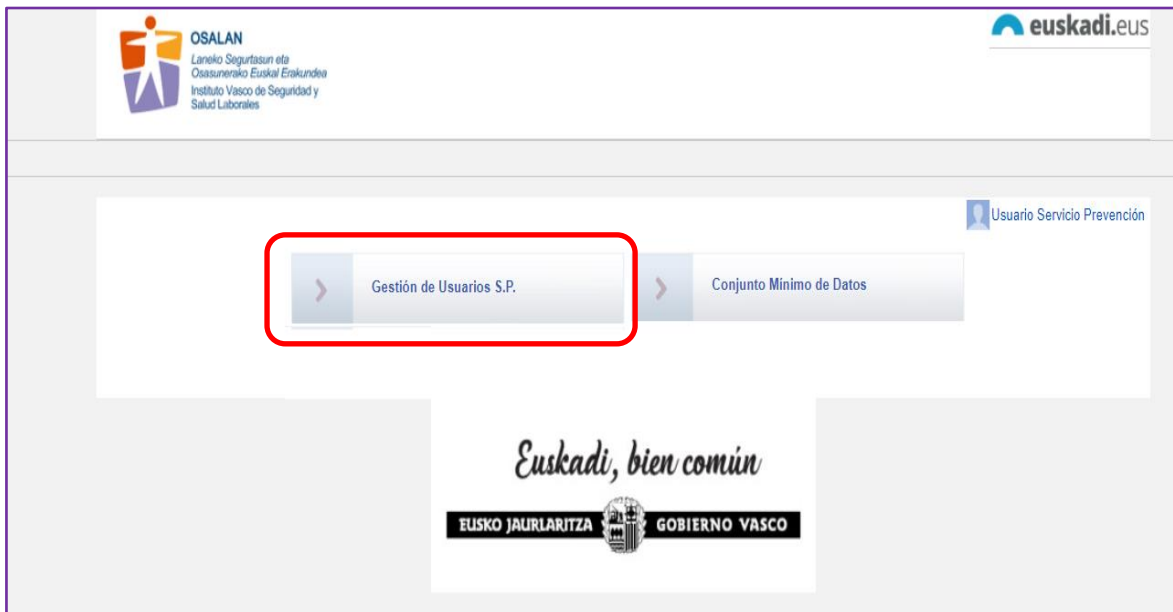 OSALAN
Laneko Segurtasun eta
Osasunerako Euskal Erakundea
Instituto Vasco de Seguridad y
Salud Laborales
euskadi.eus
Usuario Servicio Prevención
Gestión de Usuarios S.P.
Conjunto Mínimo de Datos
Euskadi, bien común
EUSKO JAURLARITZA GOBIERNO VASCO